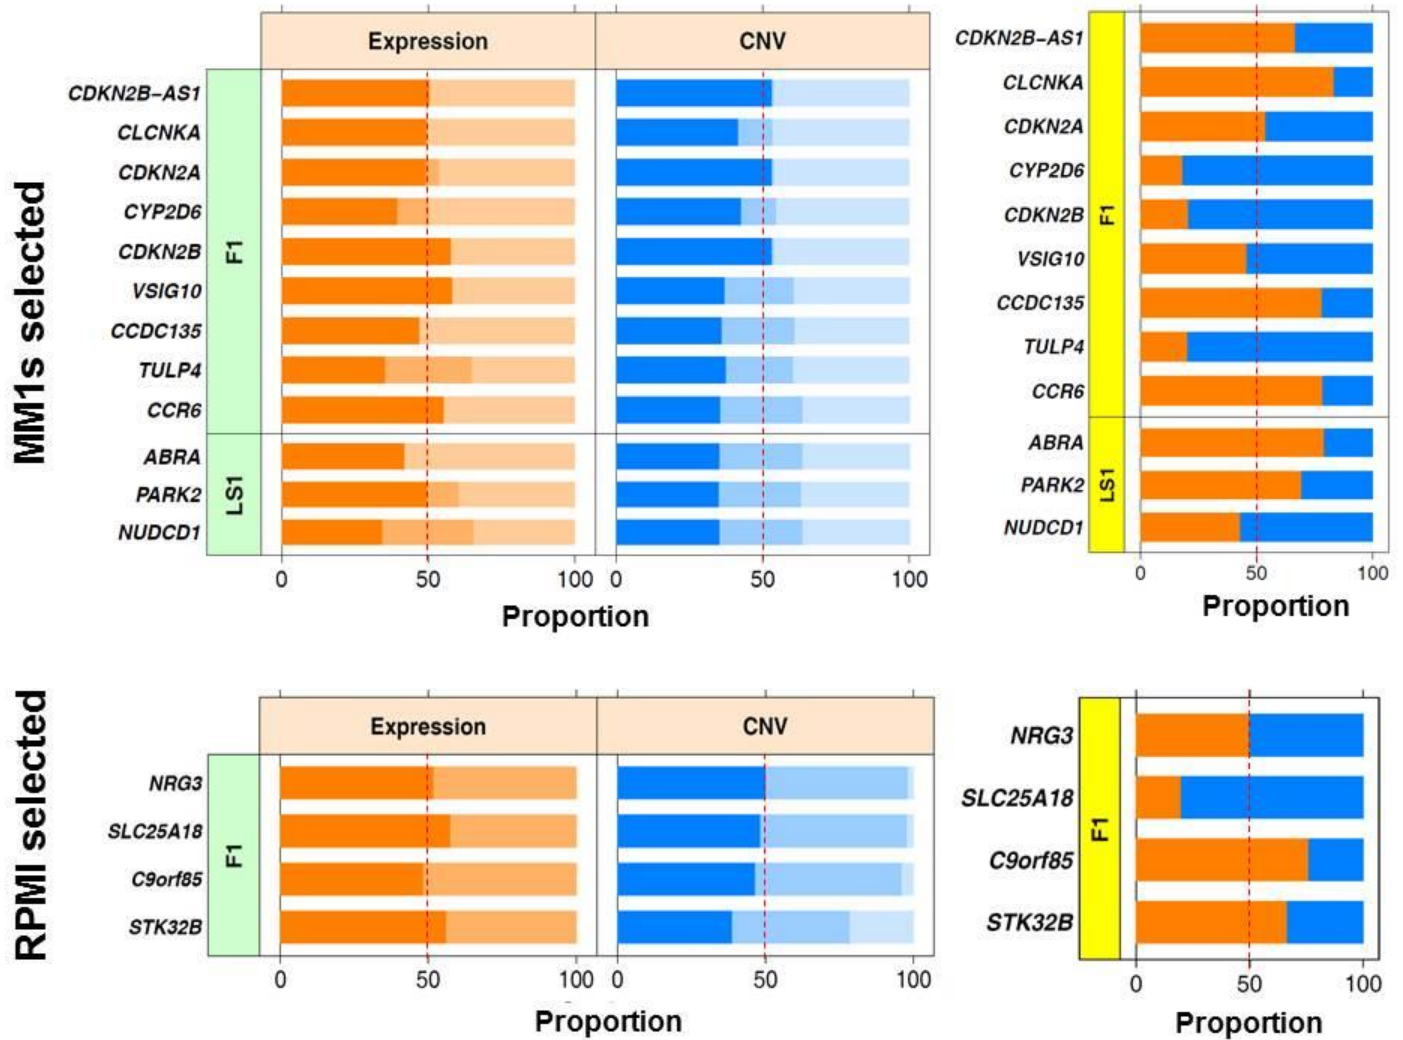 MM1s selected
Expression
CNV
CDKN2B-AS1
CLCNKA
CDKN2A
CYP2D6
CDKN2B
VSIG10
CCDC135
TULP4
CCR6
ABRA
PARK2
NUDCD1
F1
LS1
0
50
100
0
50
100
Proportion
CDKN2B-AS1
CLCNKA
CDKN2A
CYP2D6
CDKN2B
VSIG10
CCDC135
TULP4
CCR6
ABRA
PARK2
NUDCD1
F1
LS1
0
50
100
Proportion
RPMI selected
Expression
CNV
NRG3
SLC25A18
C9orf85
STK32B
F1
0
50
100
0
50
100
Proportion
NRG3
SLC25A18
C9orf85
STK32B
F1
0
50
100
Proportion